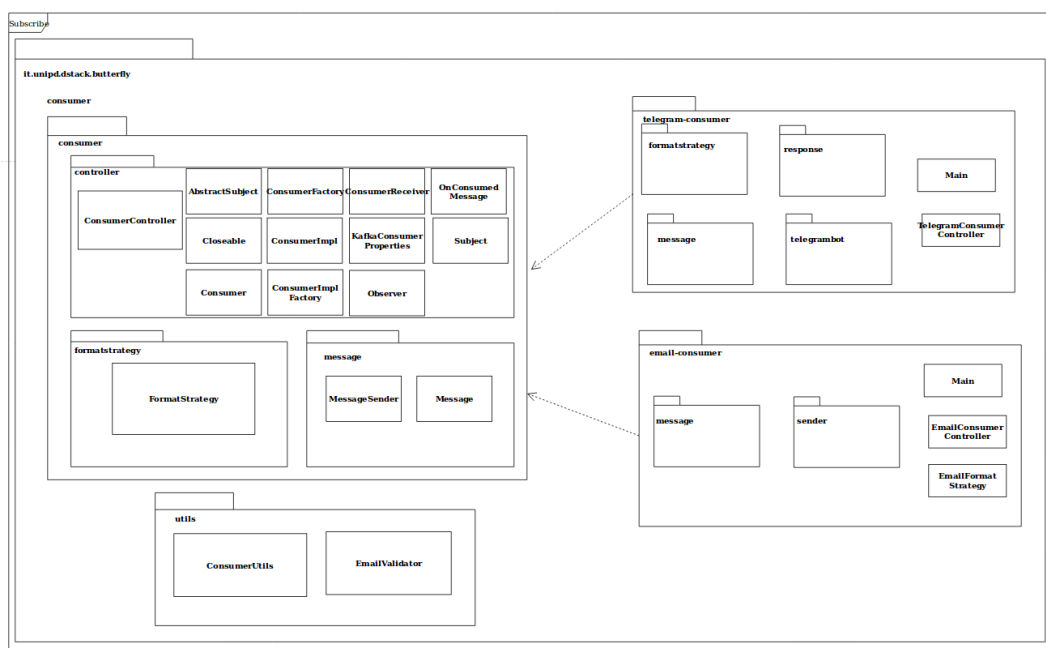 Subscribe
it.unipd.dstack.butterfly
consumer
consumer
controller
ConsumerController
AbstractSubject
ConsumerFactory
ConsumerReceiver
OnConsumed
Message
Closeable
ConsumerImpl
KafkaConsumer
Properties
Subject
Consumer
ConsumerImpl
Factory
Observer
formatstrategy
FormatStrategy
message
MessageSender
Message
utils
ConsumerUtils
EmailValidator
telegram-consumer
formatstrategy
response
Main
message
telegrambot
TelegramConsumer
Controller
email-consumer
Main
message
sender
EmailConsumer
Controller
EmailFormat
Strategy